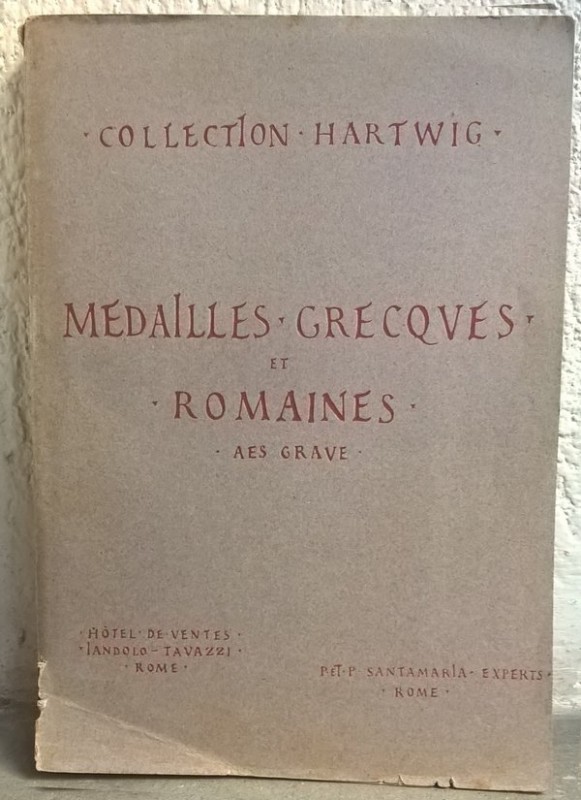 · COLLECTION · HARTWIG ·
MEDAILLES · GRECQVES ·
ET
· ROMAINES ·
· AES GRAVE ·
· HÔTEL · DE · VENTES ·
· IANDOLO - TAVAZZI ·
· ROME ·
P. ET · P · SANTAMARIA · EXPERTS ·
· ROME ·